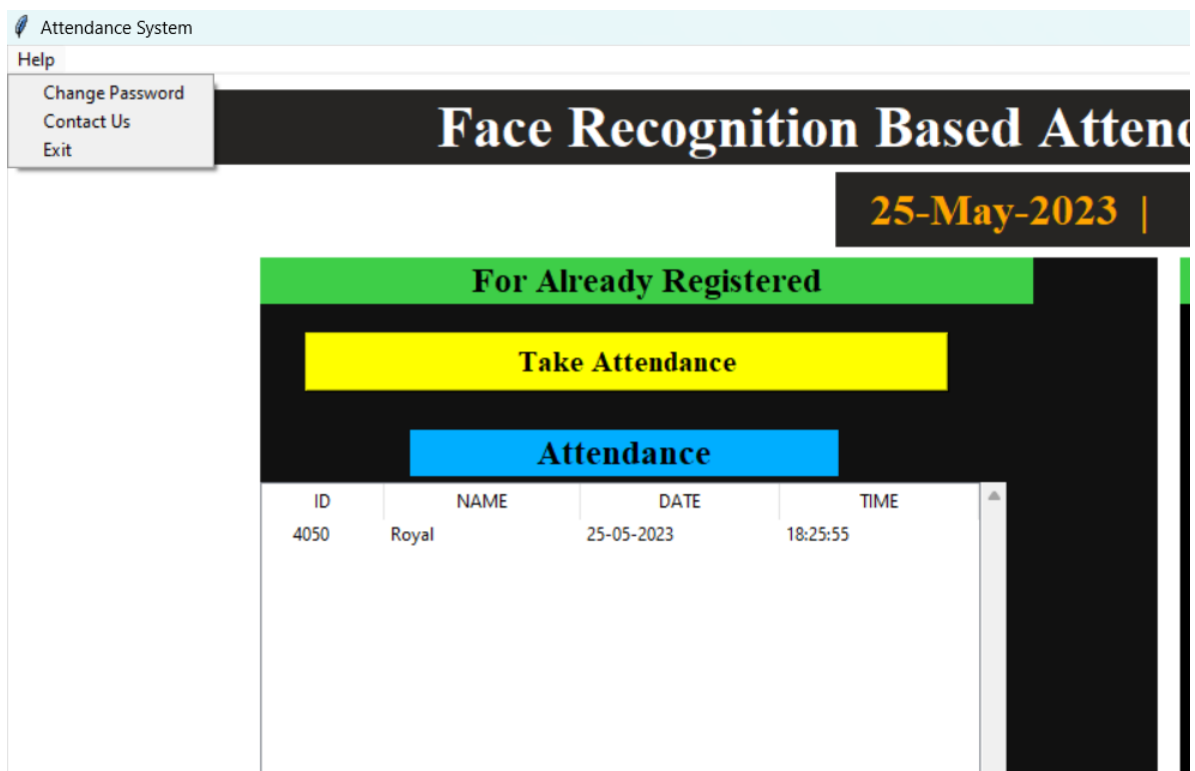 Attendance System
Help
Change Password
Contact Us
Exit
Face Recognition Based
25-May-2023 |
For Already Registered
Take Attendance
Attendance
ID NAME DATE TIME
4050 Royal 25-05-2023 18:25:55